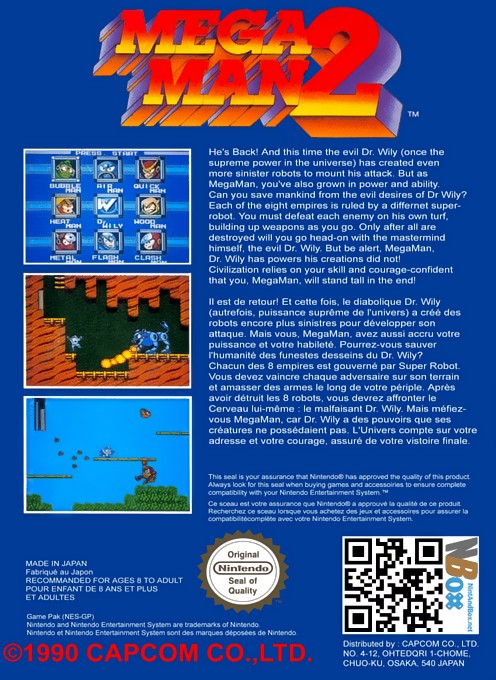 MEGA
MAN 2
TM
PRESS START
BUBBLE MAN AIR MAN QUICK MAN
HEAT MAN Dr. WILY WOOD MAN
METAL MAN FLASH MAN CLASH MAN
He's Back! And this time the evil Dr. Wily (once the
supreme power in the universe) has created even
more sinister robots to mount his attack. But as
MegaMan, you've also grown in power and ability.
Can you save mankind from the evil desires of Dr Wily?
Each of the eight empires is ruled by a differnet super-
robot. You must defeat each enemy on his own turf,
building up weapons as you go. Only after all are
destroyed will you go head-on with the mastermind
himself, the evil Dr. Wily. But be alert, MegaMan,
Dr. Wily has powers his creations did not!
Civilization relies on your skill and courage-confident
that you, MegaMan, will stand tall in the end!
Il est de retour! Et cette fois, le diabolique Dr. Wily
(autrefois, puissance suprême de l'univers) a créé des
robots encore plus sinistres pour développer son
attaque. Mais vous, MegaMan, avez aussi accru votre
puissance et votre habileté. Pourrez-vous sauver
l'humanité des funestes desseins du Dr. Wily?
Chacun des 8 empires est gouverné par Super Robot.
Vous devez vaincre chaque adversaire sur son terrain
et amasser des armes le long de votre périple. Après
avoir détruit les 8 robots, vous devrez affronter le
Cerveau lui-même : le malfaisant Dr. Wily. Mais méfiez-
vous MegaMan, car Dr. Wily a des pouvoirs que ses
créatures ne possédaient pas. L'Univers compte sur votre
adresse et votre courage, assuré de votre vistoire finale.
This seal is your assurance that Nintendo® has approved the quality of this product.
Always look for this seal when buying games and accessoiries to ensure complete
compatibility with your Nintendo Entertainment System.™
Ce sceau est votre assurance que Nintendo® a approuvé la qualité de ce produit.
Recherchez ce sceau lorsque vous achetez des jeux et accessoires pour assurer la
compatibilitécomplète avec votre Nintendo Entertainment System.
MADE IN JAPAN
Fabriqué au Japon
RECOMMANDED FOR AGES 8 TO ADULT
POUR ENFANT DE 8 ANS ET PLUS
ET ADULTES
Original
Nintendo
Seal of
Quality
NBox
NintAndBox.net
Game Pak (NES-GP)
Nintendo and Nintendo Entertainment System are trademarks of Nintendo.
Nintendo et Nintendo Entertainment System sont des marques déposées de Nintendo.
©1990 CAPCOM CO.,LTD.
Distributed by : CAPCOM CO., LTD.
NO. 4-12, OHTEDQRI 1-CHOME,
CHUO-KU, OSAKA, 540 JAPAN